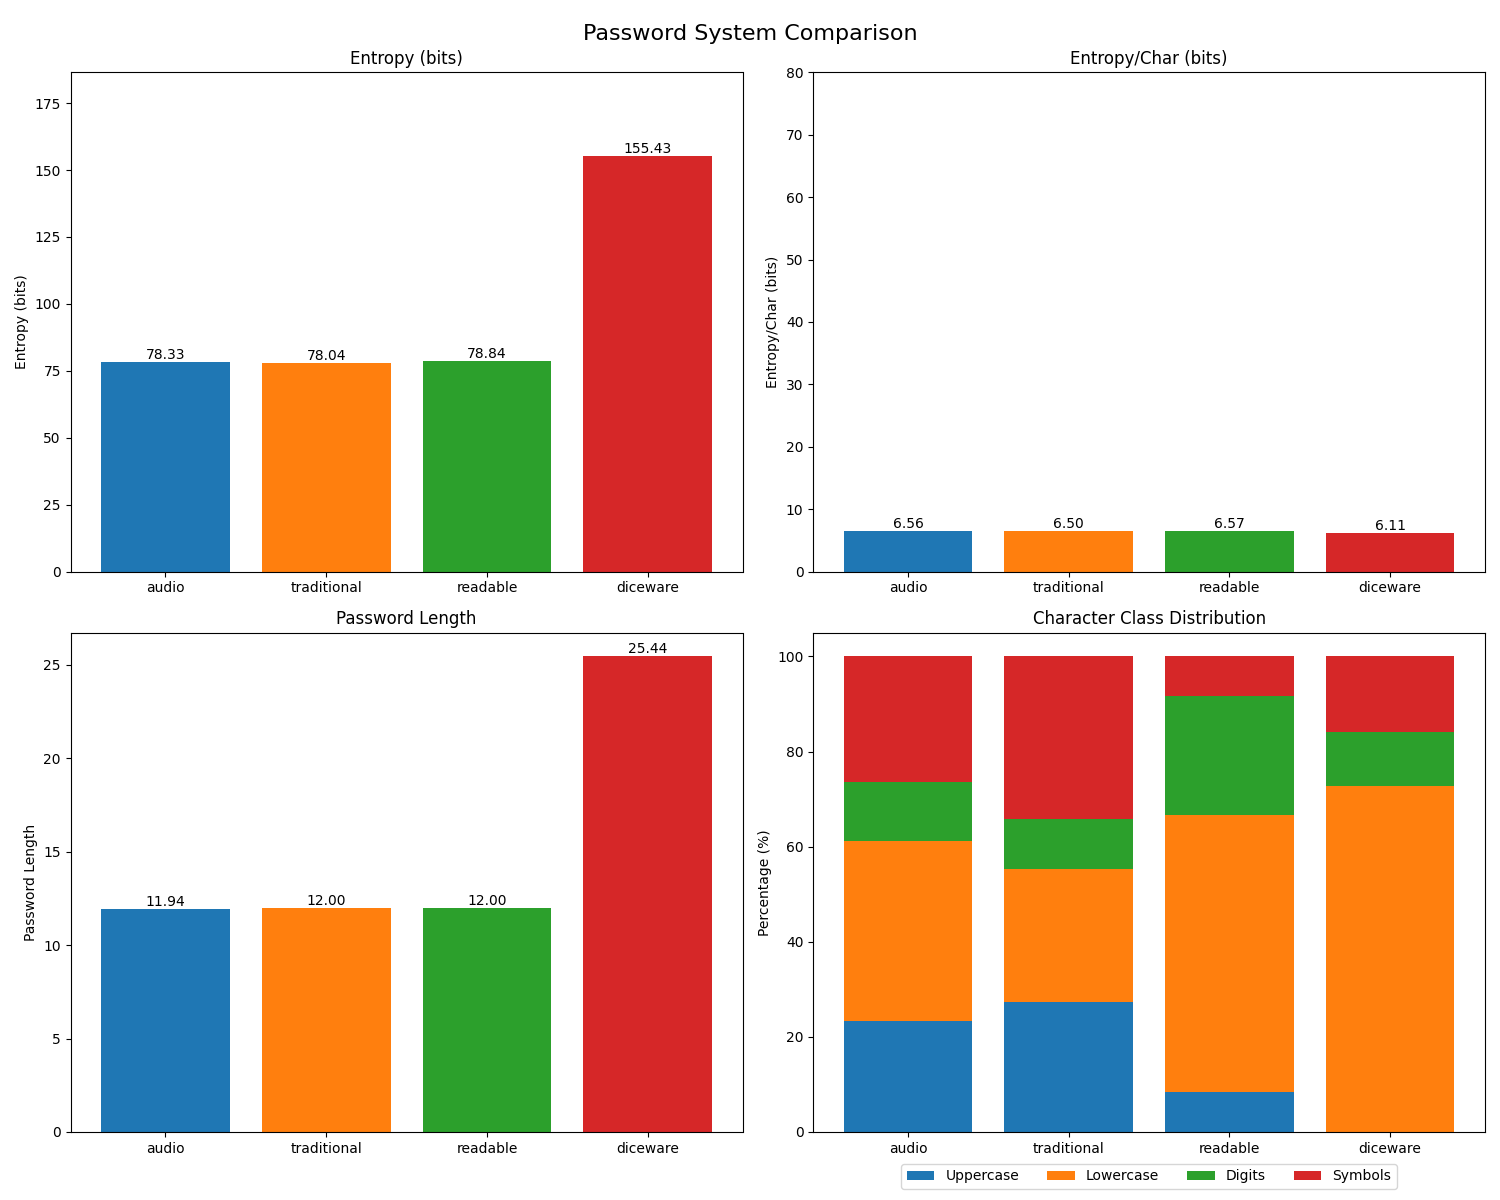 Password System Comparison
Entropy (bits)
Entropy (bits)
175
150
125
100
75
50
25
0
78.33
78.04
78.84
155.43
audio traditional readable diceware
Entropy/Char (bits)
Entropy/Char (bits)
80
70
60
50
40
30
20
10
0
6.56
6.50
6.57
6.11
audio traditional readable diceware
Password Length
Password Length
25
20
15
10
5
0
11.94
12.00
12.00
25.44
audio traditional readable diceware
Character Class Distribution
Percentage (%)
100
80
60
40
20
0
audio traditional readable diceware
Uppercase Lowercase Digits Symbols